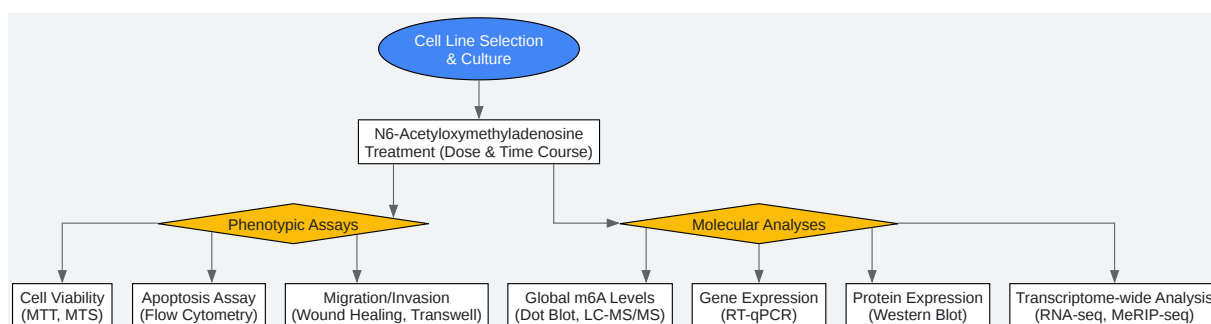 Cell Line Selection
& Culture
N6-Acetyloxymethyladenosine
Treatment (Dose & Time Course)
Phenotypic Assays
Molecular Analyses
Cell Viability
(MTT, MTS)
Apoptosis Assay
(Flow Cytometry)
Migration/Invasion
(Wound Healing, Transwell)
Global m6A Levels
(Dot Blot, LC-MS/MS)
Gene Expression
(RT-qPCR)
Protein Expression
(Western Blot)
Transcriptome-wide Analysis
(RNA-seq, MeRIP-seq)